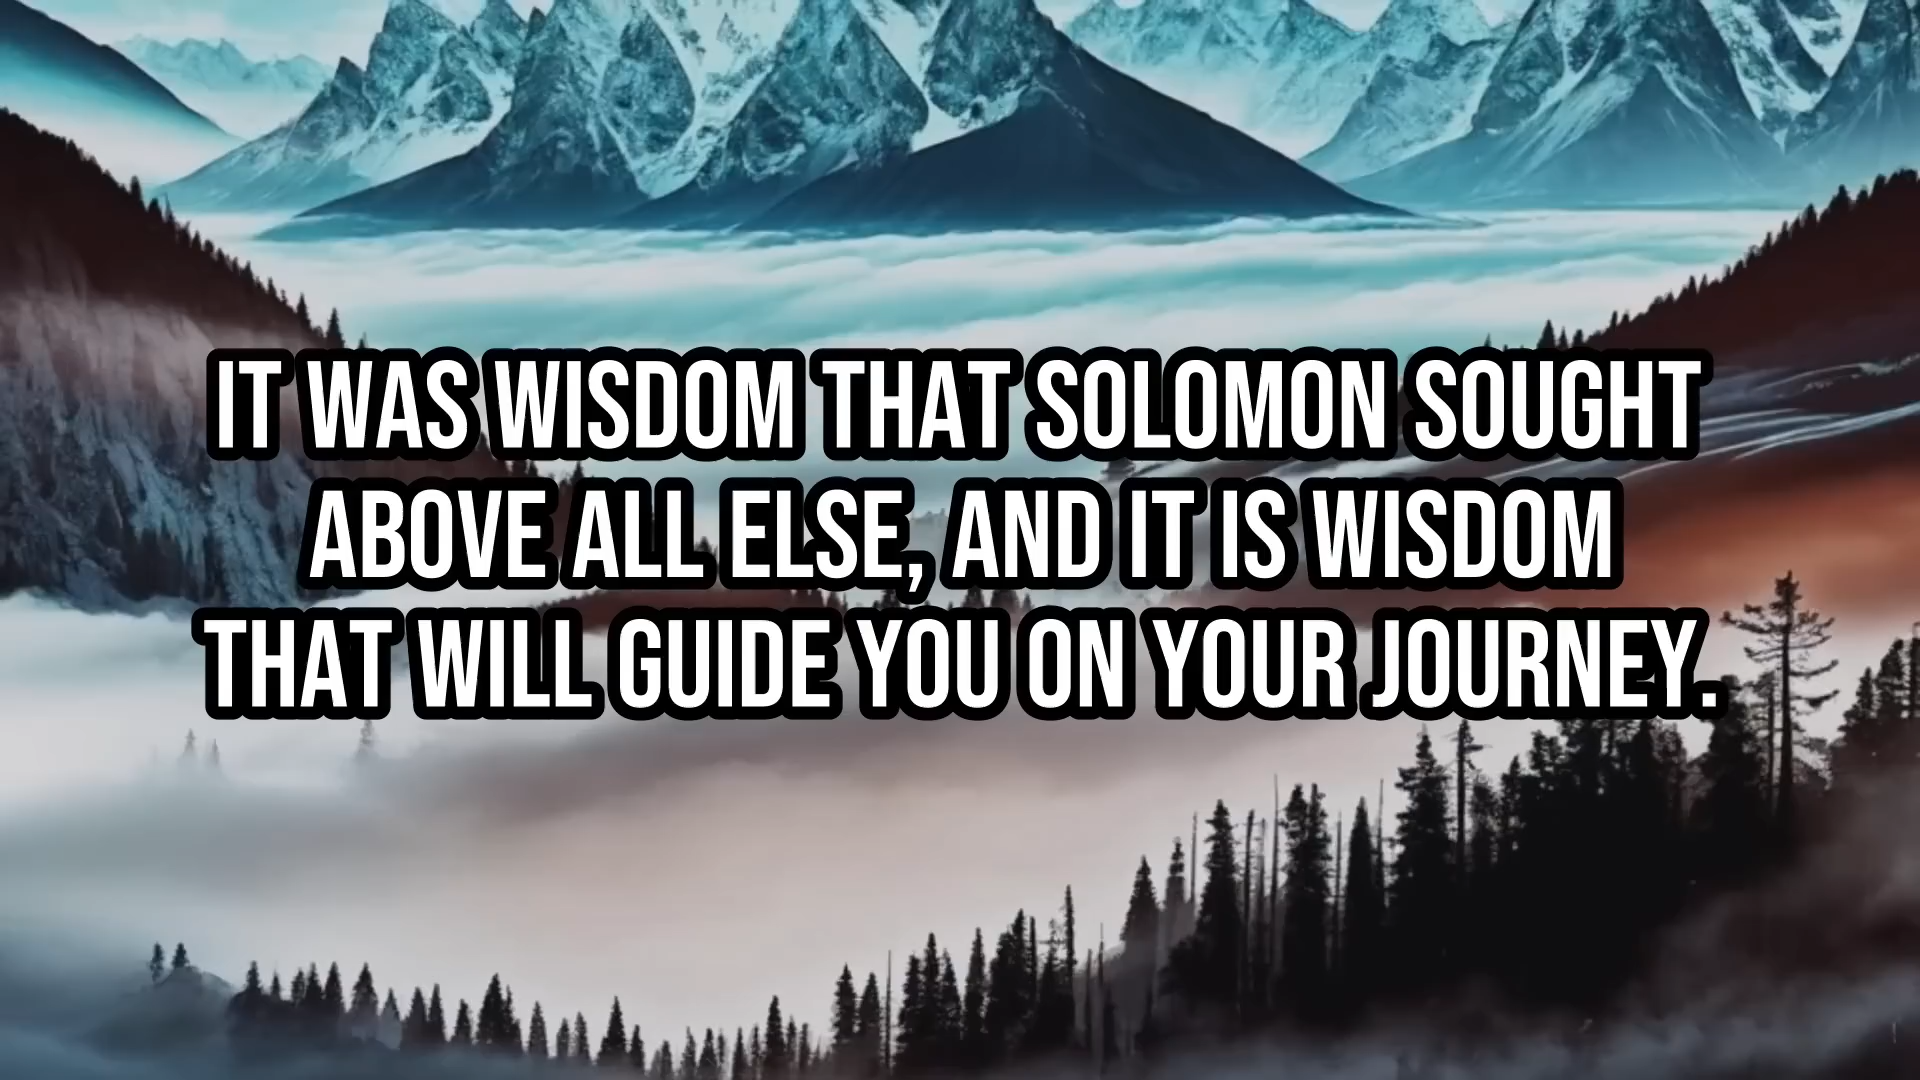 IT WAS WISDOM THAT SOLOMON SOUGHT
ABOVE ALL ELSE, AND IT IS WISDOM
THAT WILL GUIDE YOU ON YOUR JOURNEY.